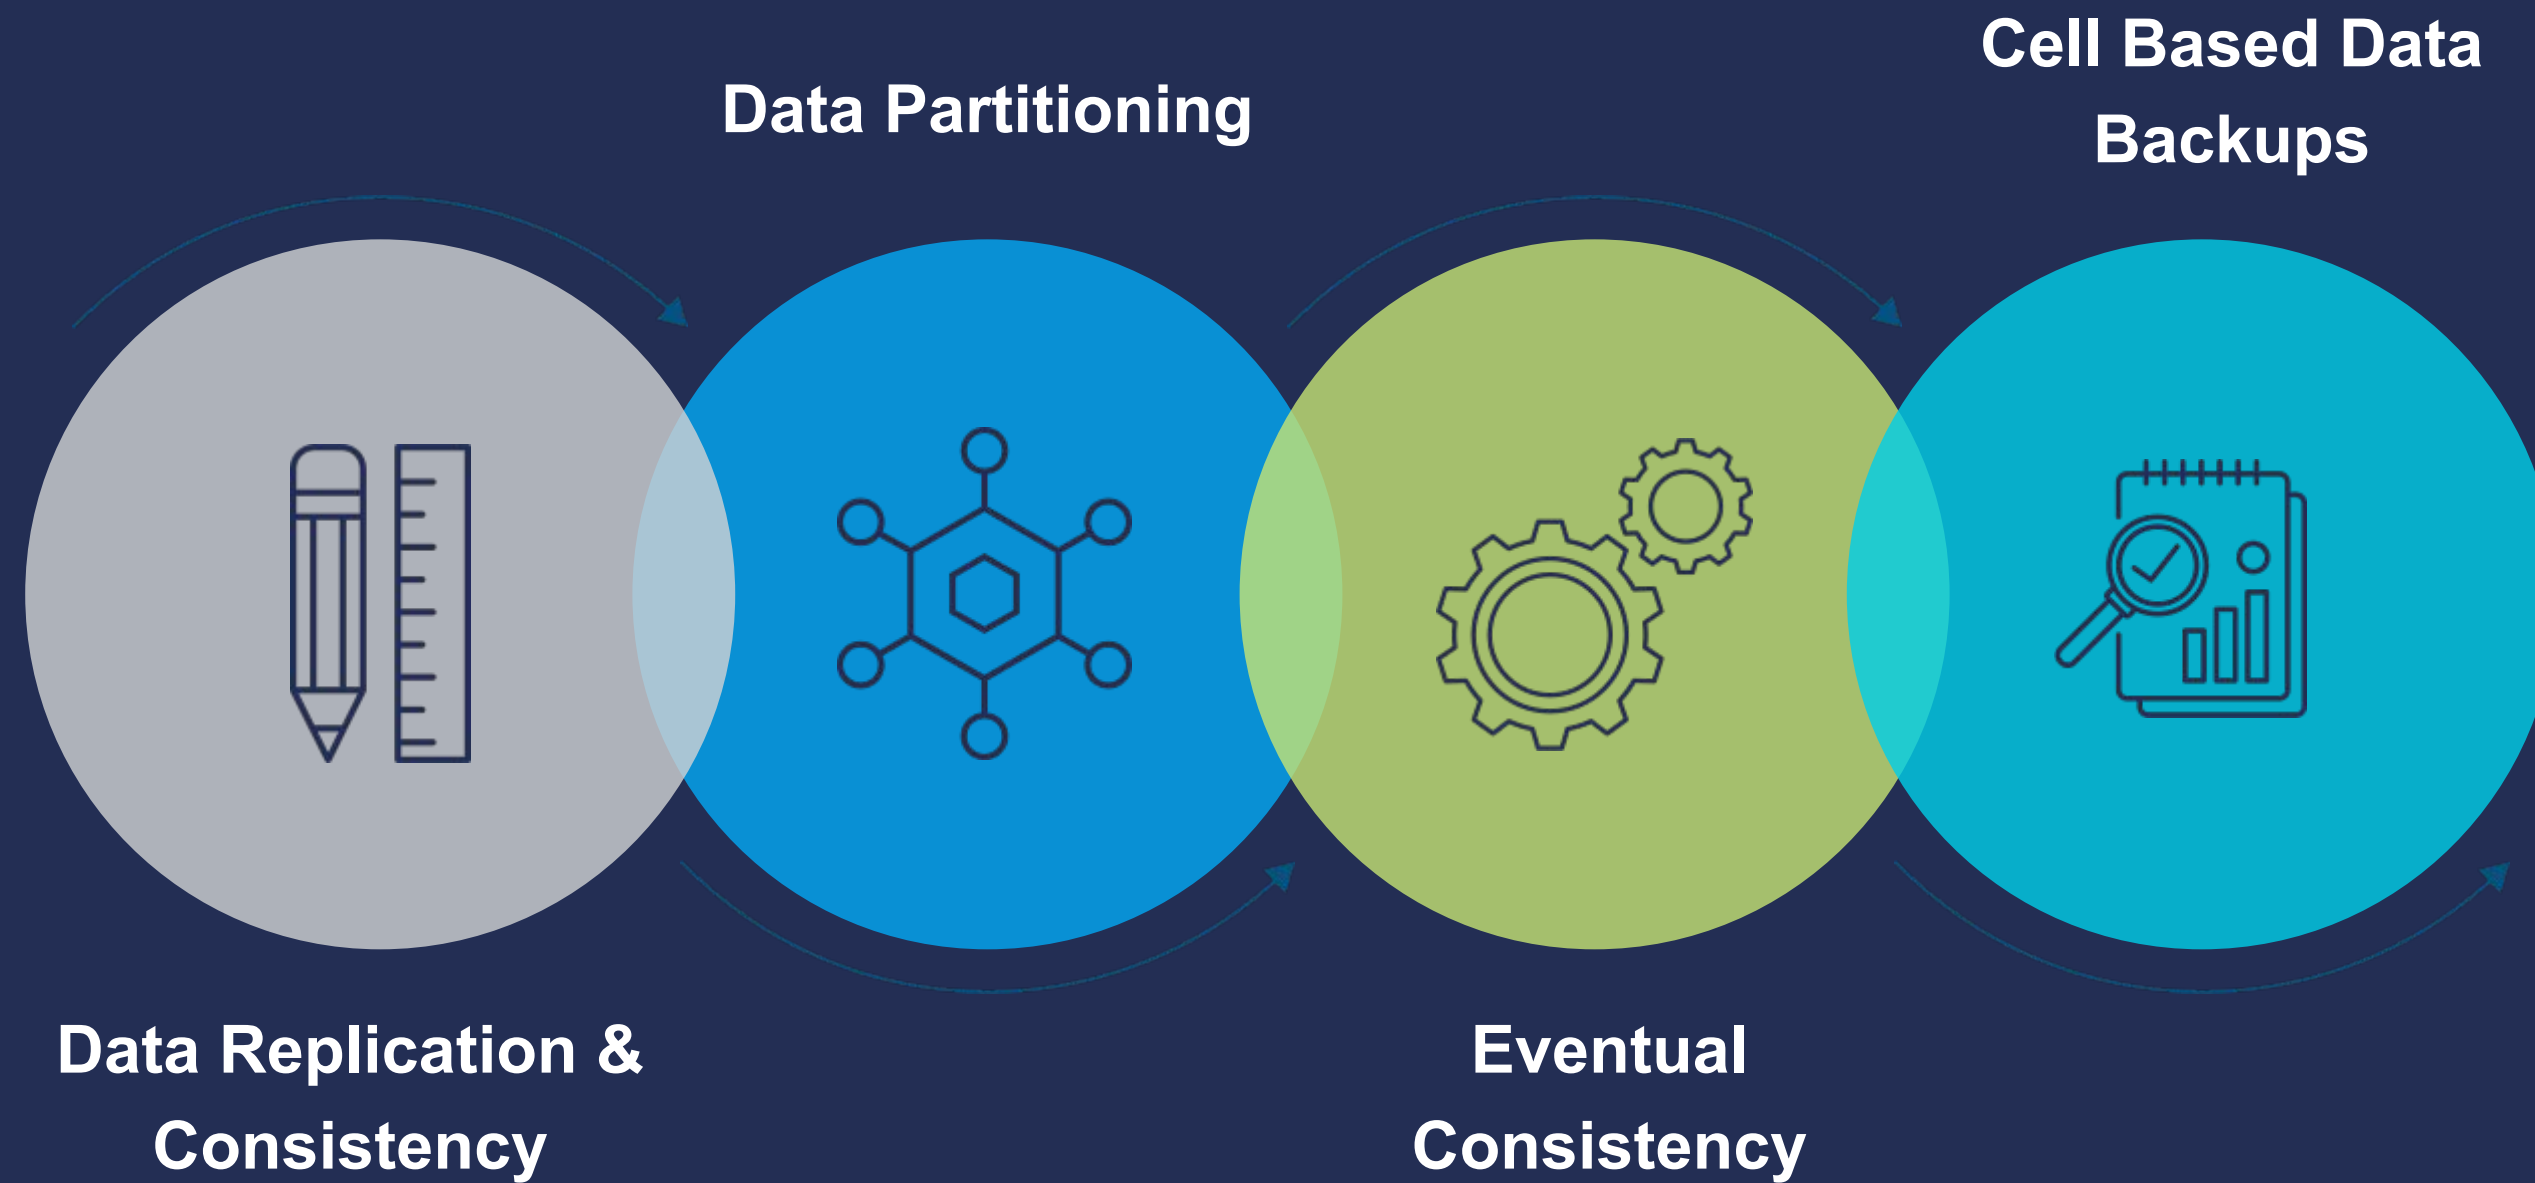 Data Replication &
Consistency
Data Partitioning
Eventual
Consistency
Cell Based Data
Backups